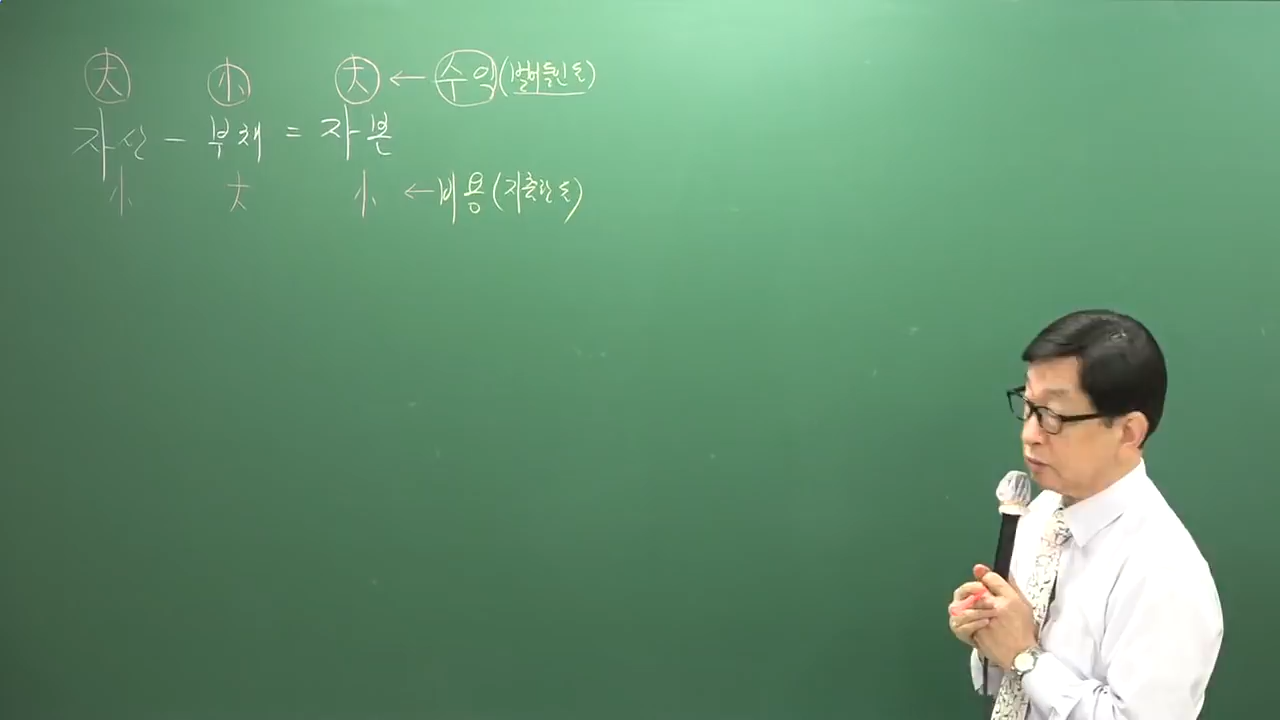 大 小 大 ← 수익(벌어들인 돈)
자산 - 부채 = 자본
小 大 小 ← 비용(지출한 돈)